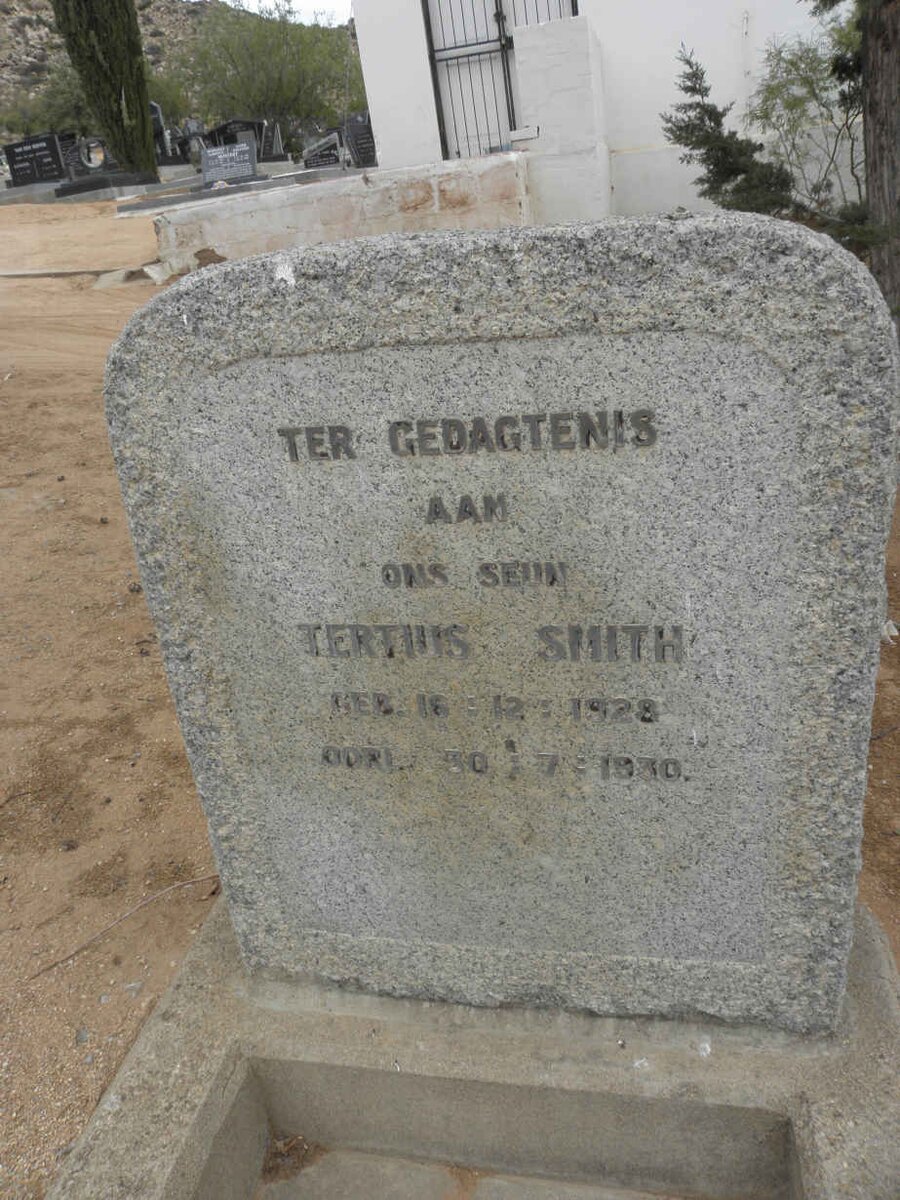 TER GEDAGTENIS
AAN
ONS SEUN
TERTIUS SMITH
GEB. 16 : 12 : 1928
OORL. 30 : 7 : 1930.